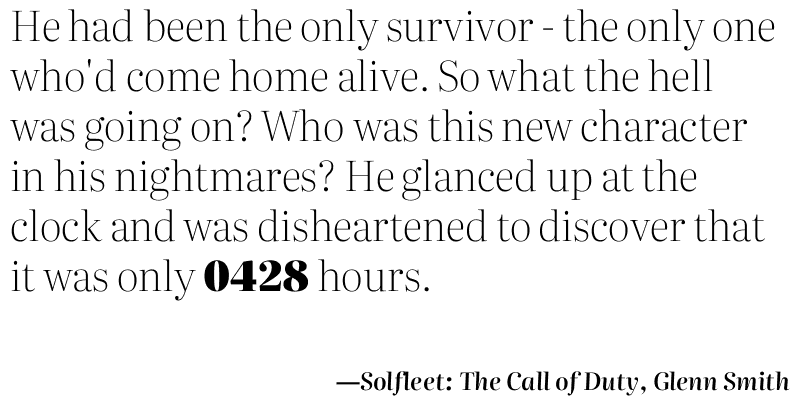 He had been the only survivor - the only one
who'd come home alive. So what the hell
was going on? Who was this new character
in his nightmares? He glanced up at the
clock and was disheartened to discover that
it was only 0428 hours.
—Solfleet: The Call of Duty, Glenn Smith